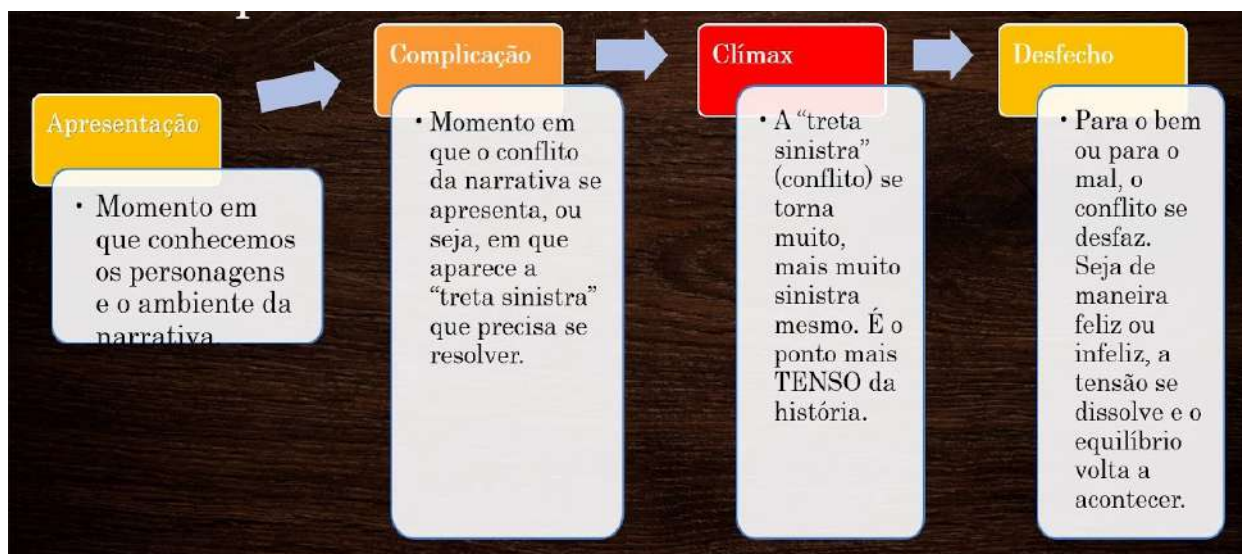 Apresentação
• Momento em
que conhecemos
os personagens
e o ambiente da
narrativa
Complicação
• Momento em
que o conflito
da narrativa se
apresenta, ou
seja, em que
aparece a
“treta sinistra”
que precisa se
resolver.
Clímax
• A “treta
sinistra”
(conflito) se
torna
muito,
mais muito
sinistra
mesmo. É o
ponto mais
TENSO da
história.
Desfecho
• Para o bem
ou para o
mal, o
conflito se
desfaz.
Seja de
maneira
feliz ou
infeliz, a
tensão se
dissolve e o
equilíbrio
volta a
acontecer.